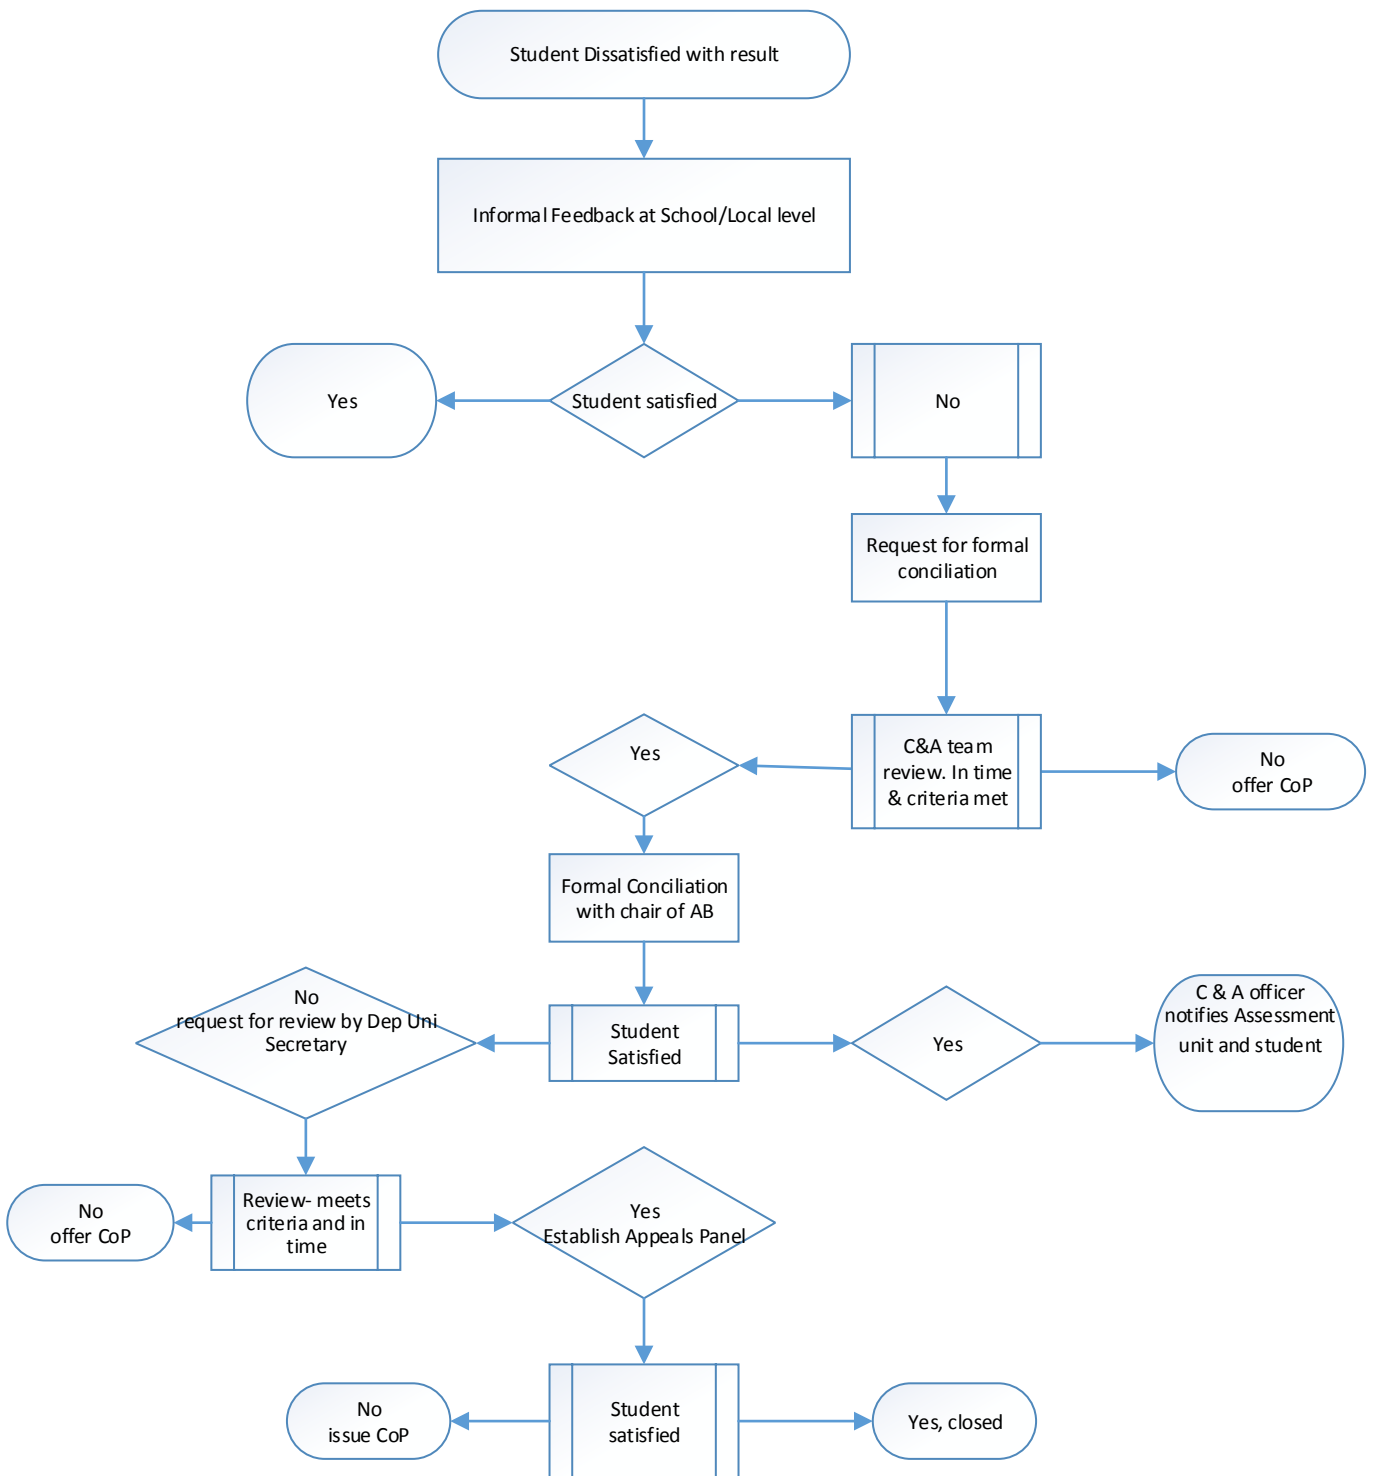 Student Dissatisfied with result
Informal Feedback at School/Local level
Yes
Student satisfied
No
Request for formal
conciliation
Yes
C&A team
review. In time
& criteria met
No
offer CoP
Formal Conciliation
with chair of AB
No
request for review by Dep Uni
Secretary
Student
Satisfied
Yes
C & A officer
notifies Assessment
unit and student
No
offer CoP
Review- meets
criteria and in
time
Yes
Establish Appeals Panel
No
issue CoP
Student
satisfied
Yes, closed